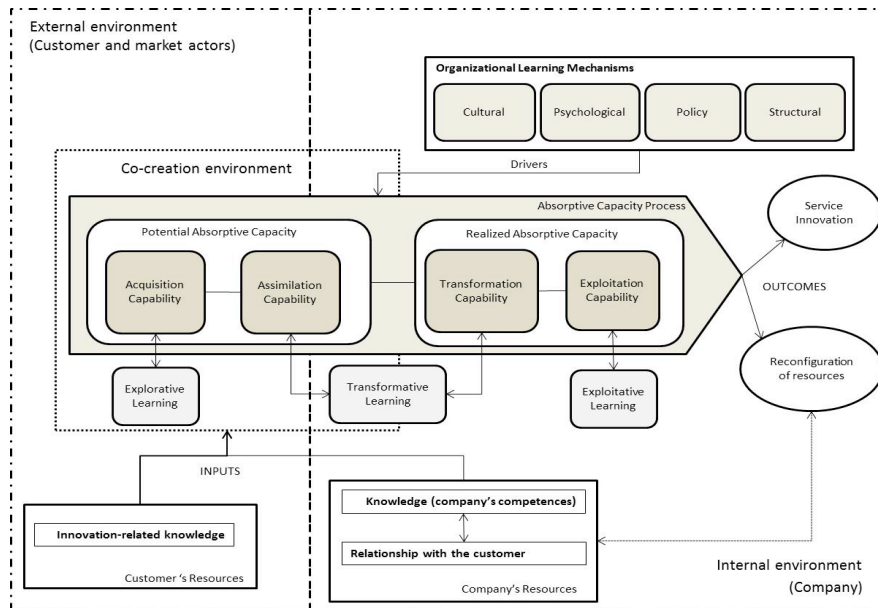 External environment
(Customer and market actors)
Organizational Learning Mechanisms
Cultural
Psychological
Policy
Structural
Co-creation environment
Drivers
Absorptive Capacity Process
Potential Absorptive Capacity
Realized Absorptive Capacity
Acquisition
Capability
Assimilation
Capability
Transformation
Capability
Exploitation
Capability
Service
Innovation
OUTCOMES
Reconfiguration
of resources
Explorative
Learning
Transformative
Learning
Exploitative
Learning
INPUTS
Innovation-related knowledge
Customer 's Resources
Knowledge (company's competences)
Relationship with the customer
Company's Resources
Internal environment
(Company)